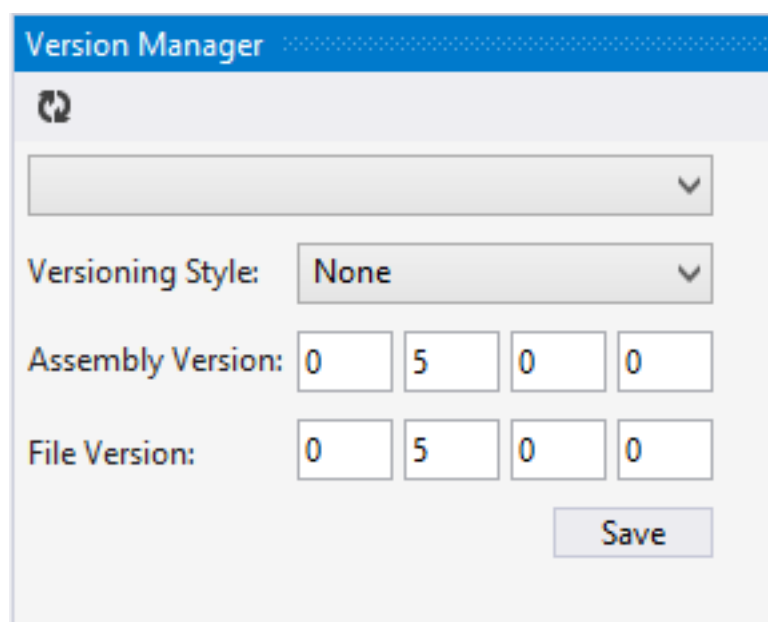 Version Manager
Versioning Style: None
Assembly Version: 0 5 0 0
File Version: 0 5 0 0
Save